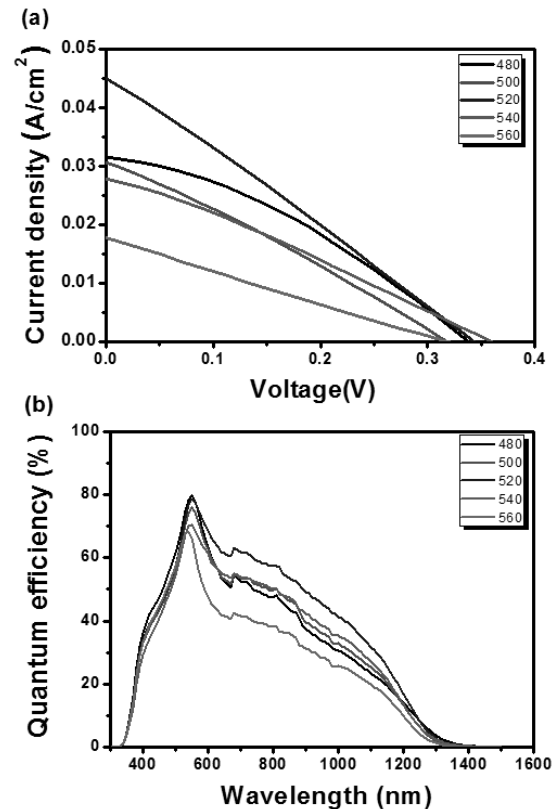 (a)
0.05
0.04
0.03
0.02
0.01
0.00
Current density (A/cm²)
480
500
520
540
560
0.0 0.1 0.2 0.3 0.4
Voltage(V)
(b)
100
80
60
40
20
0
Quantum efficiency (%)
480
500
520
540
560
400 600 800 1000 1200 1400 1600
Wavelength (nm)